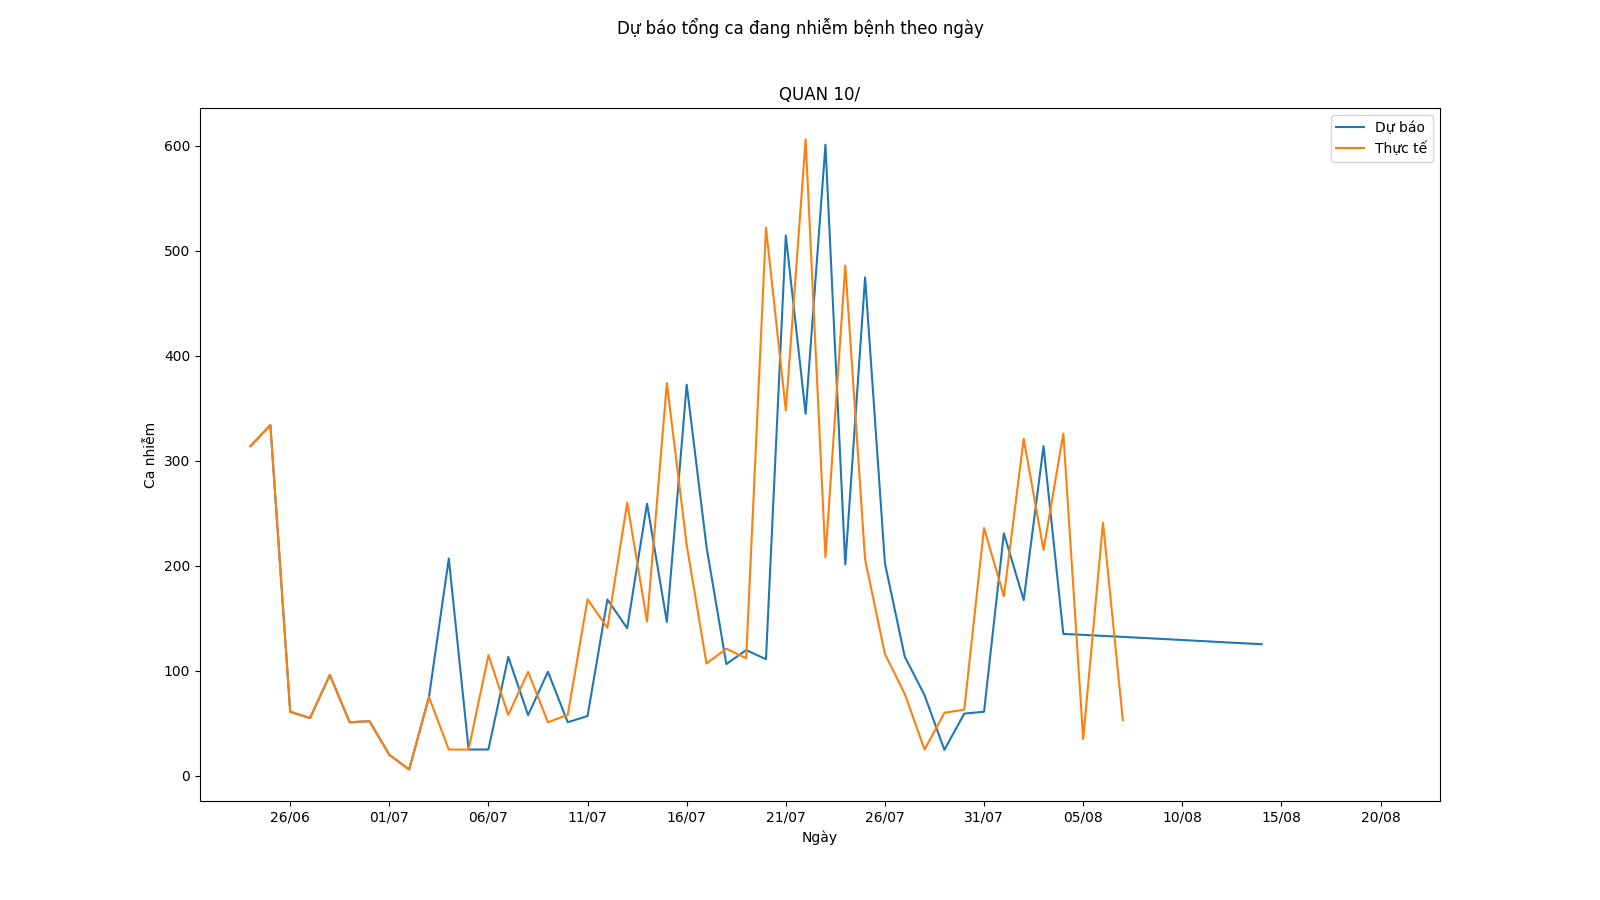 Dự báo tổng ca đang nhiễm bệnh theo ngày
QUAN 10/
Dự báo
Thực tế
600
500
400
300
200
100
0
Ca nhiễm
26/06 01/07 06/07 11/07 16/07 21/07 26/07 31/07 05/08 10/08 15/08 20/08
Ngày